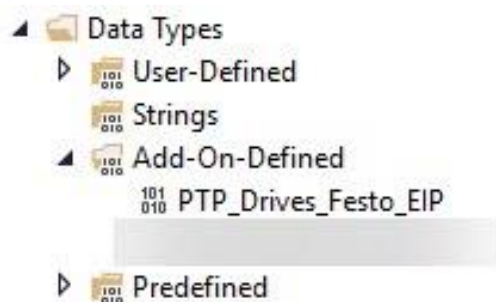 Data Types
User-Defined
Strings
Add-On-Defined
PTP_Drives_Festo_EIP
Predefined